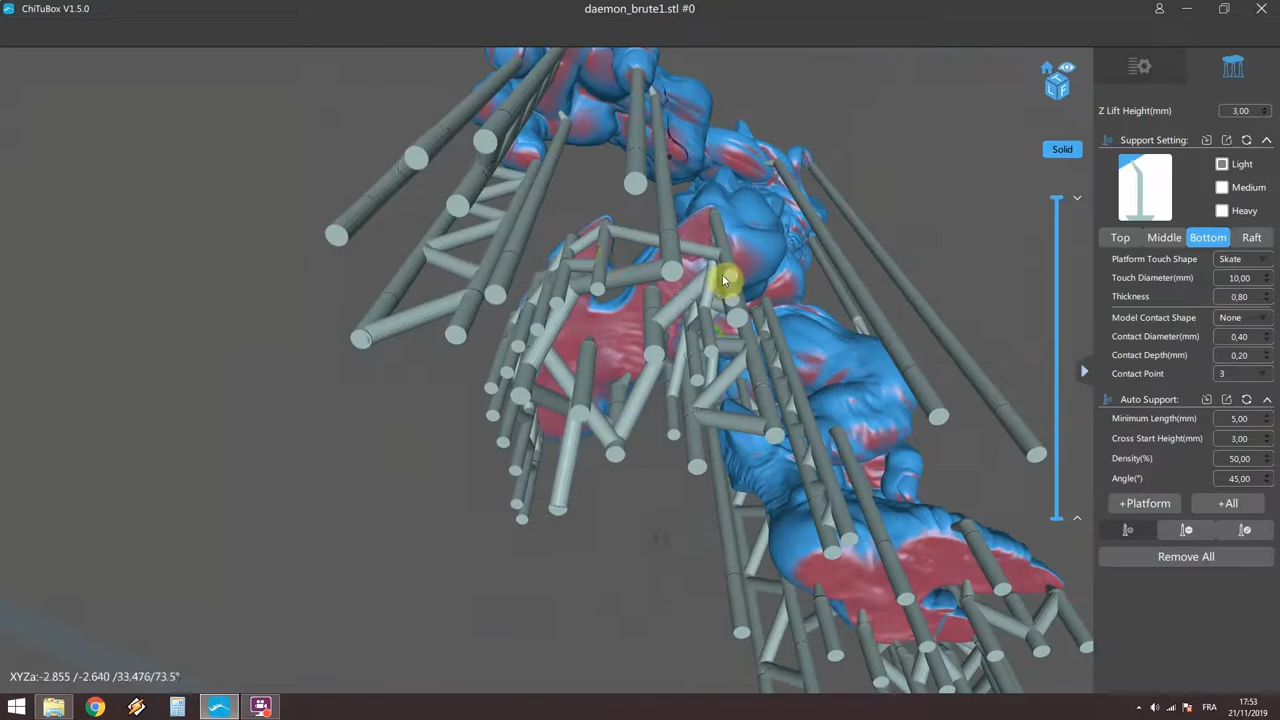 ChiTuBox V1.5.0
daemon_brute1.stl #0
Z Lift Height(mm) 3,00
Support Setting:
Light
Medium
Heavy
Solid
Top Middle Bottom Raft
Platform Touch Shape Skate
Touch Diameter(mm) 10,00
Thickness 0,80
Model Contact Shape None
Contact Diameter(mm) 0,40
Contact Depth(mm) 0,20
Contact Point 3
Auto Support:
Minimum Length(mm) 5,00
Cross Start Height(mm) 3,00
Density(%) 50,00
Angle(°) 45,00
+Platform +All
Remove All
XYZa:-2.855 /-2.640 /33.476/73.5°
FRA
17:53
21/11/2019